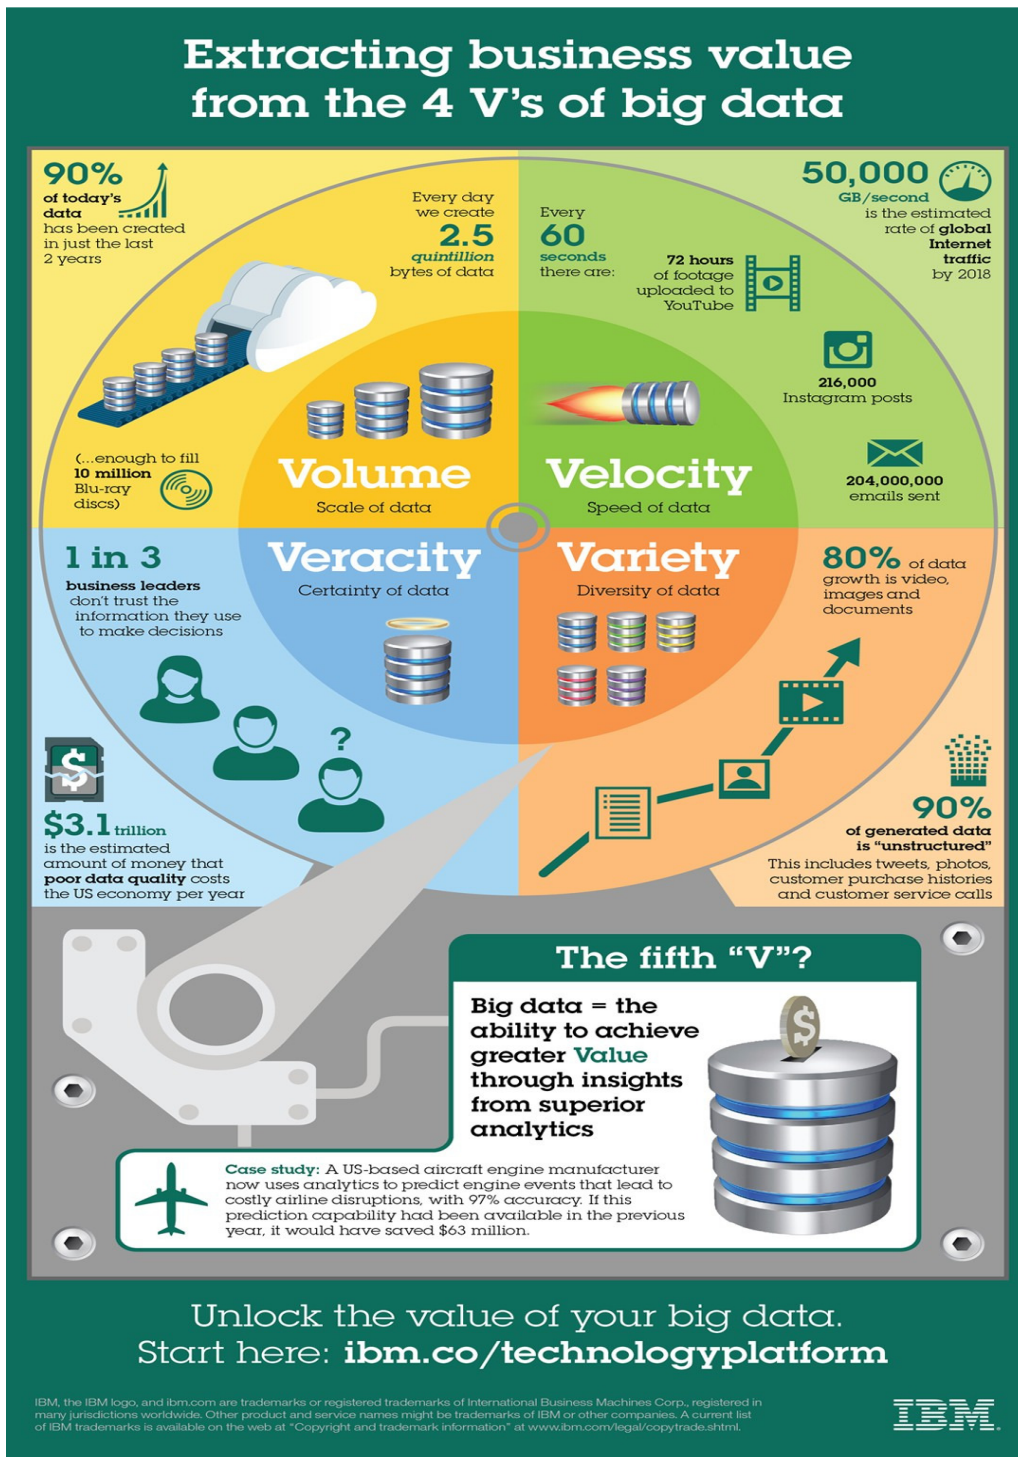 Extracting business value
from the 4 V's of big data
90%
of today's
data
has been created
in just the last
2 years
Every day
we create
2.5
quintillion
bytes of data
(...enough to fill
10 million
Blu-ray
discs)
Volume
Scale of data
Every
60
seconds
there are:
72 hours
of footage
uploaded to
YouTube
50,000
GB/second
is the estimated
rate of global
Internet
traffic
by 2018
216,000
Instagram posts
204,000,000
emails sent
Velocity
Speed of data
1 in 3
business leaders
don't trust the
information they use
to make decisions
Veracity
Certainty of data
?
$
$3.1 trillion
is the estimated
amount of money that
poor data quality costs
the US economy per year
Variety
Diversity of data
80% of data
growth is video,
images and
documents
90%
of generated data
is "unstructured"
This includes tweets, photos,
customer purchase histories
and customer service calls
The fifth "V"?
Big data = the
ability to achieve
greater Value
through insights
from superior
analytics
$
Case study: A US-based aircraft engine manufacturer
now uses analytics to predict engine events that lead to
costly airline disruptions, with 97% accuracy. If this
prediction capability had been available in the previous
year, it would have saved $63 million.
Unlock the value of your big data.
Start here: ibm.co/technologyplatform
IBM, the IBM logo, and ibm.com are trademarks or registered trademarks of International Business Machines Corp., registered in
many jurisdictions worldwide. Other product and service names might be trademarks of IBM or other companies. A current list
of IBM trademarks is available on the web at "Copyright and trademark information" at www.ibm.com/legal/copytrade.shtml.
IBM.